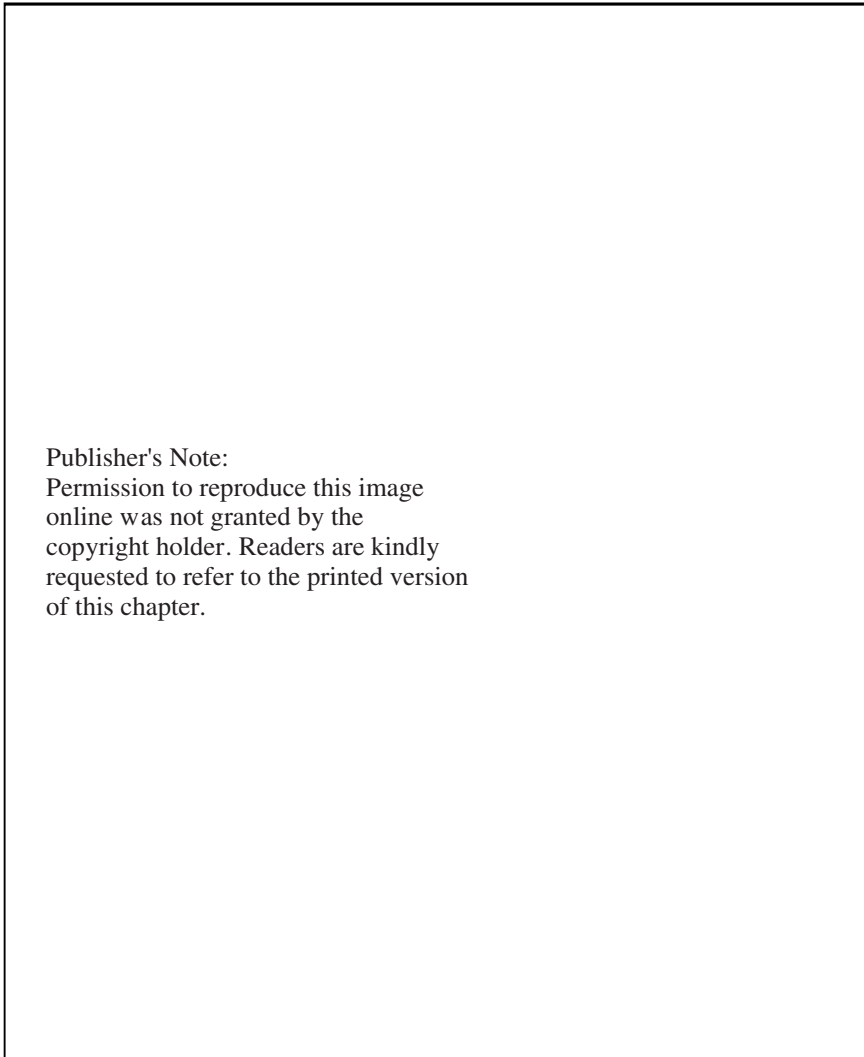 Publisher's Note:
Permission to reproduce this image
online was not granted by the
copyright holder. Readers are kindly
requested to refer to the printed version
of this chapter.